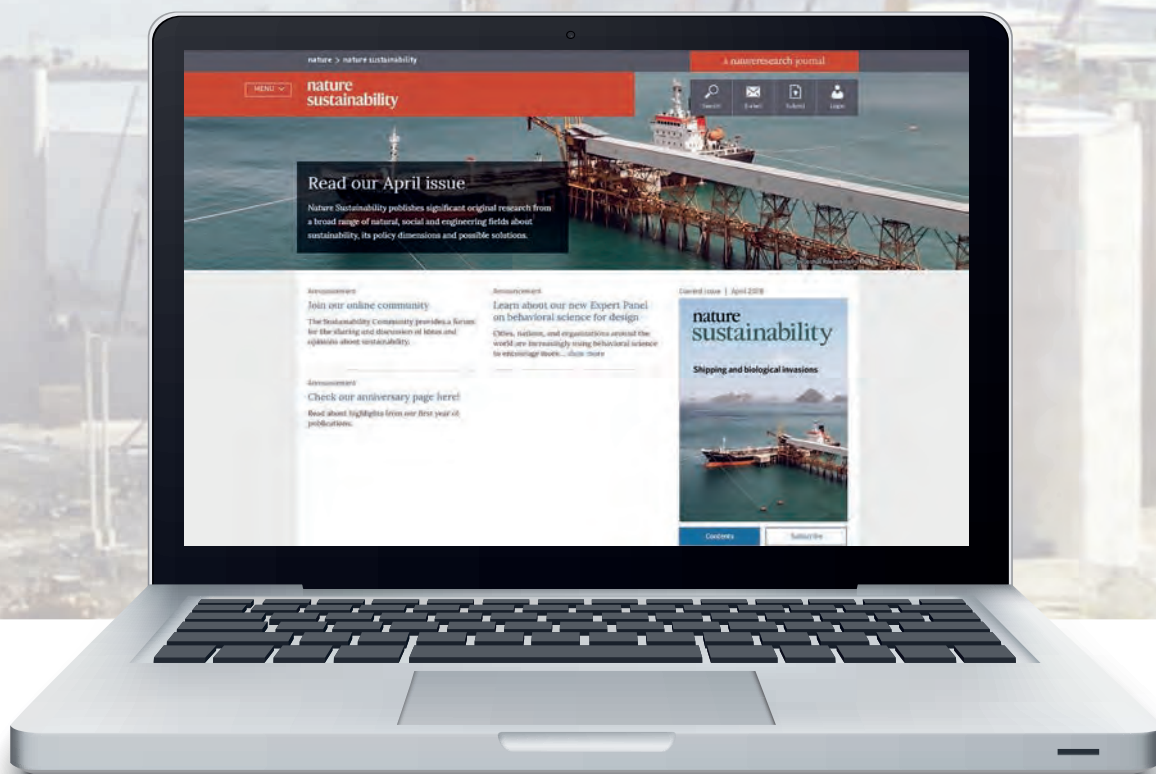 nature > nature sustainability
a natureresearch journal
MENU
nature
sustainability
Search
Submit
Login
Read our April issue
Nature Sustainability publishes significant original research from
a broad range of natural, social and engineering fields about
sustainability, its policy dimensions and possible solutions.
Announcement
Join our online community
The Sustainability Community provides a forum
for the sharing and discussion of ideas and
opinions about sustainability.
Announcement
Learn about our new Expert Panel
on behavioral science for design
Cities, nations, and organizations around the
world are increasingly using behavioral science
to encourage more... show more
Announcement
Check our anniversary page here!
Read about highlights from our first year of
publications.
Current issue | April
nature
sustainability
Shipping and biological invasions
Contents
Subscribe